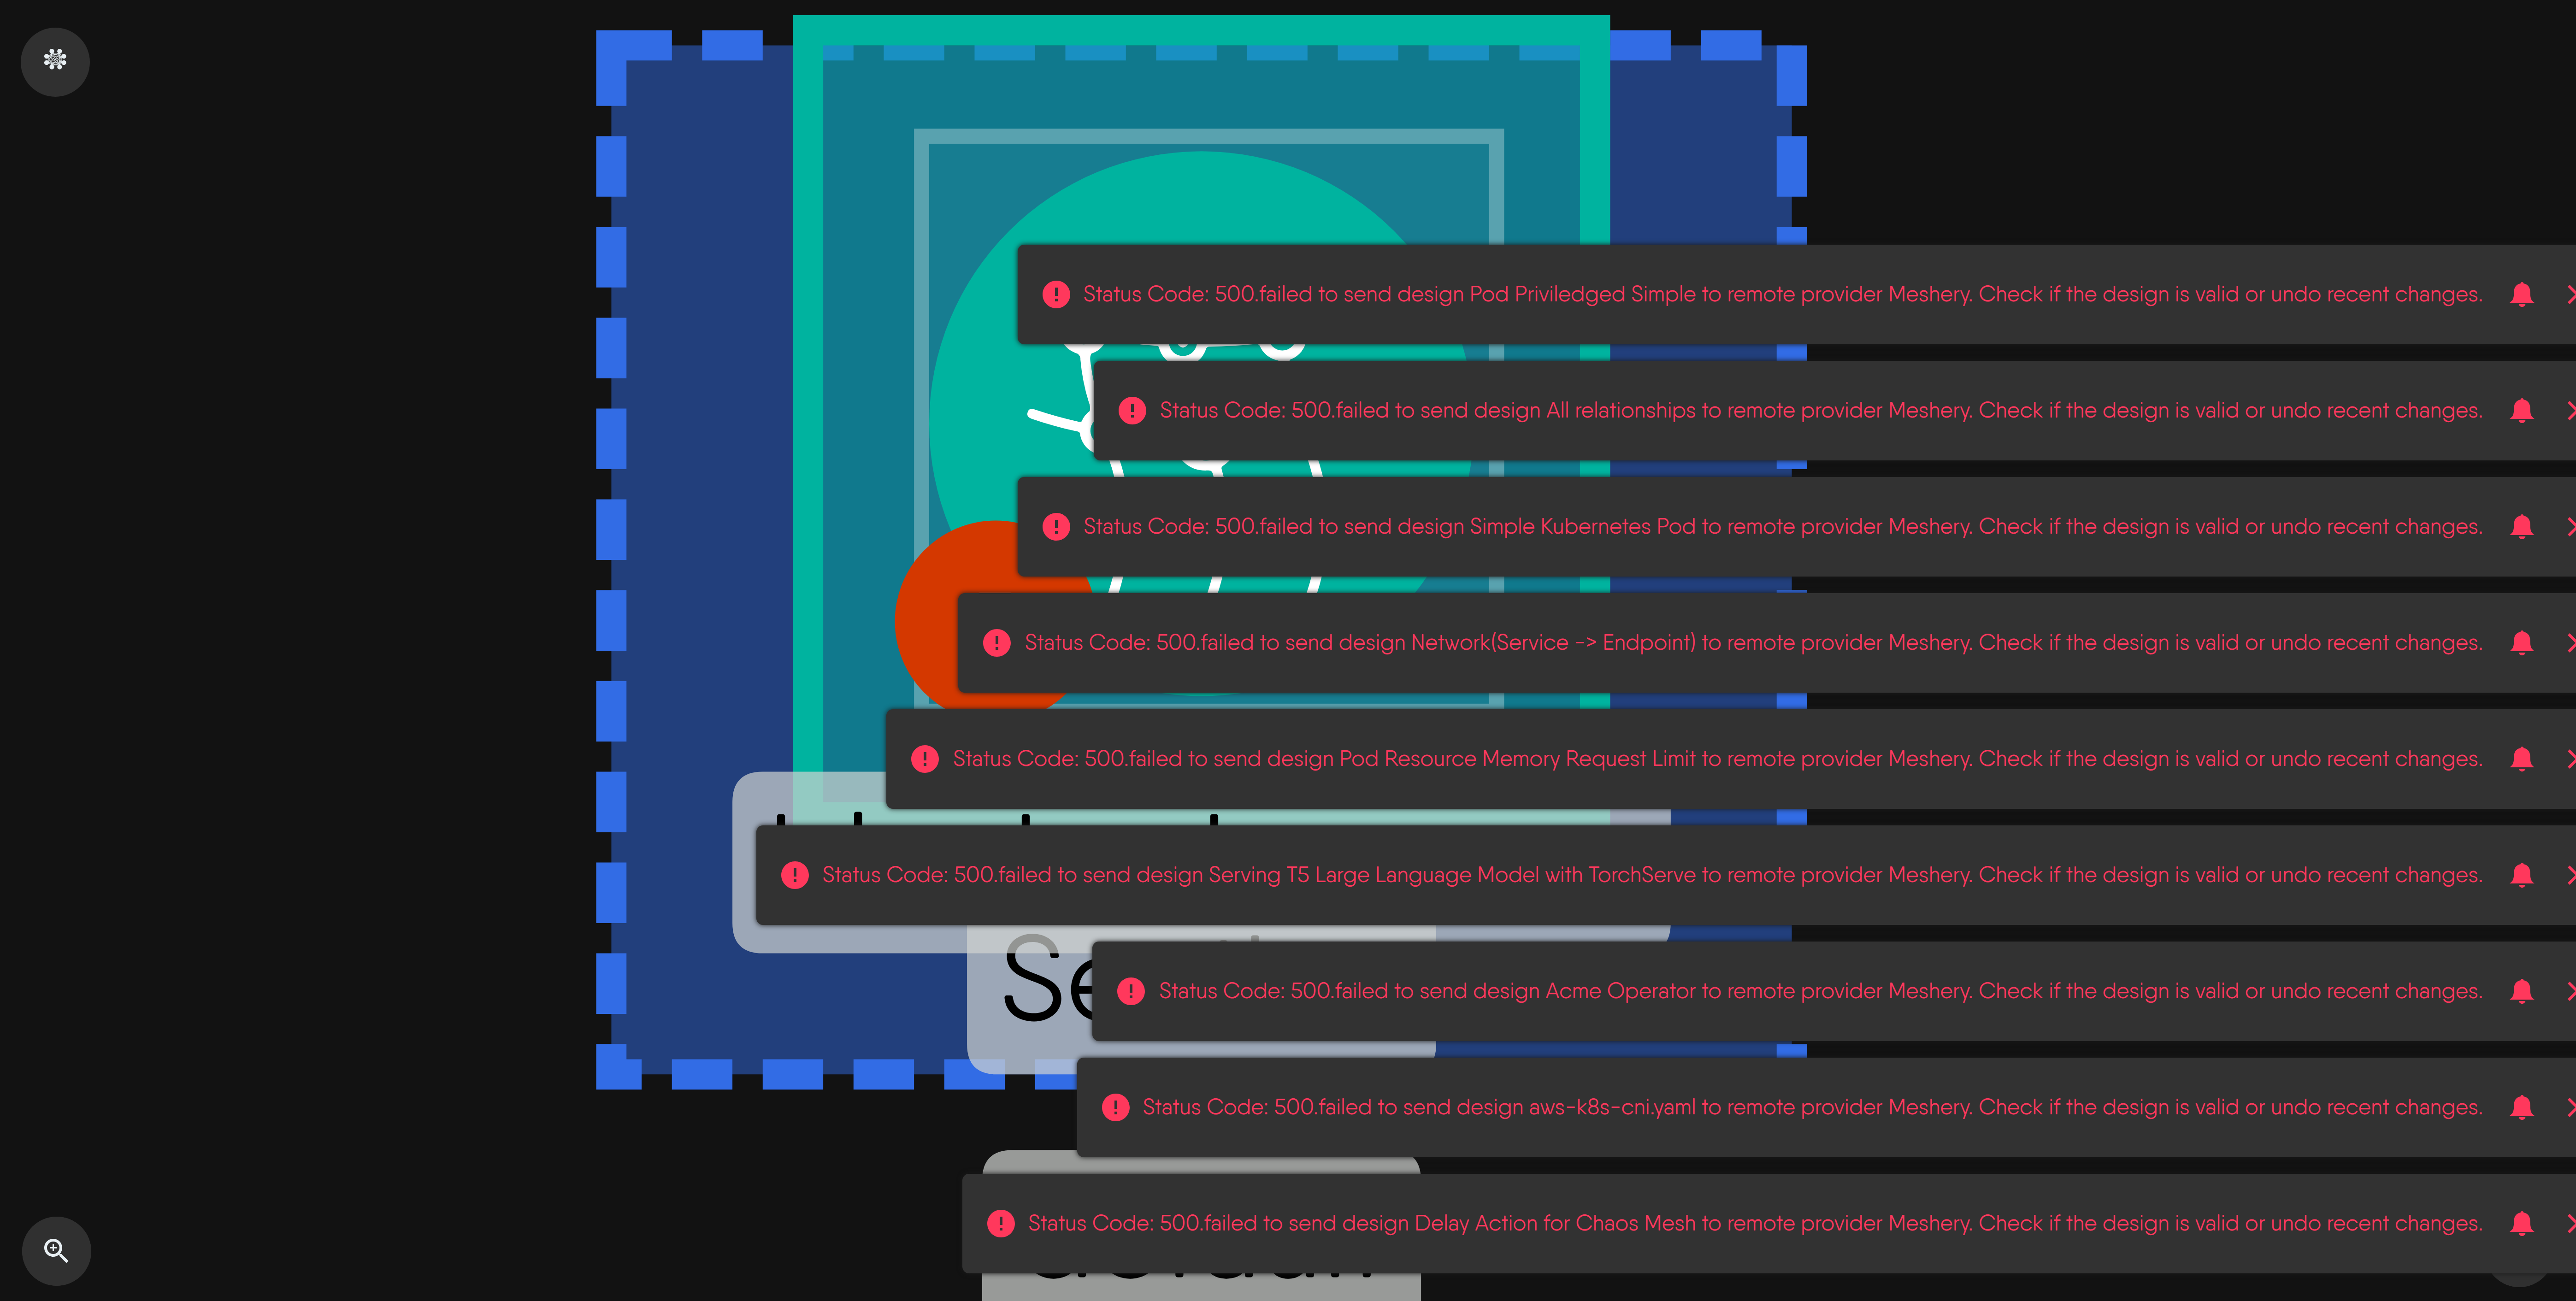 Status Code: 500.failed to send design Pod Priviledged Simple to remote provider Meshery. Check if the design is valid or undo recent changes.
Status Code: 500.failed to send design All relationships to remote provider Meshery. Check if the design is valid or undo recent changes.
Status Code: 500.failed to send design Simple Kubernetes Pod to remote provider Meshery. Check if the design is valid or undo recent changes.
Status Code: 500.failed to send design Network(Service -> Endpoint) to remote provider Meshery. Check if the design is valid or undo recent changes.
Status Code: 500.failed to send design Pod Resource Memory Request Limit to remote provider Meshery. Check if the design is valid or undo recent changes.
Status Code: 500.failed to send design Serving T5 Large Language Model with TorchServe to remote provider Meshery. Check if the design is valid or undo recent changes.
Status Code: 500.failed to send design Acme Operator to remote provider Meshery. Check if the design is valid or undo recent changes.
Status Code: 500.failed to send design aws-k8s-cni.yaml to remote provider Meshery. Check if the design is valid or undo recent changes.
Status Code: 500.failed to send design Delay Action for Chaos Mesh to remote provider Meshery. Check if the design is valid or undo recent changes.